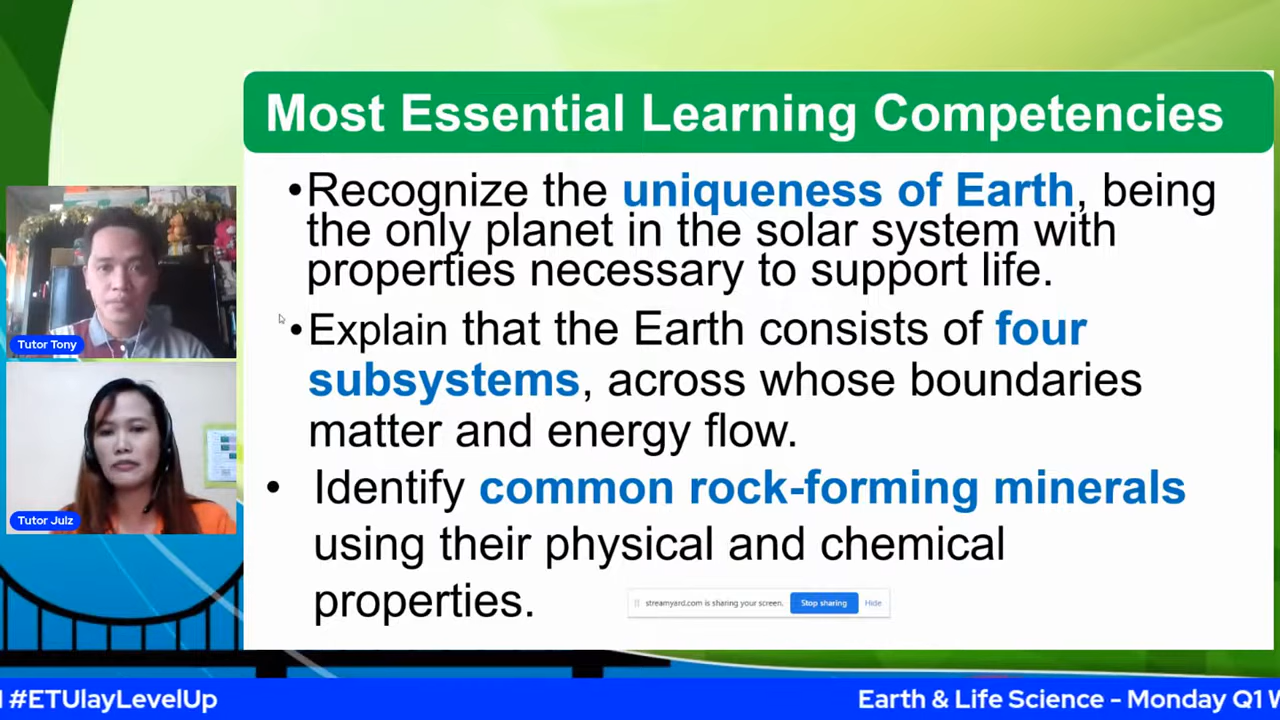 Most Essential Learning Competencies
•Recognize the uniqueness of Earth, being
the only planet in the solar system with
properties necessary to support life.
•Explain that the Earth consists of four
subsystems, across whose boundaries
matter and energy flow.
• Identify common rock-forming minerals
using their physical and chemical
properties.
streamyard.com is sharing your screen. Stop sharing Hide
Tutor Tony
Tutor Julz
#ETUlayLevelUp
Earth & Life Science - Monday Q1